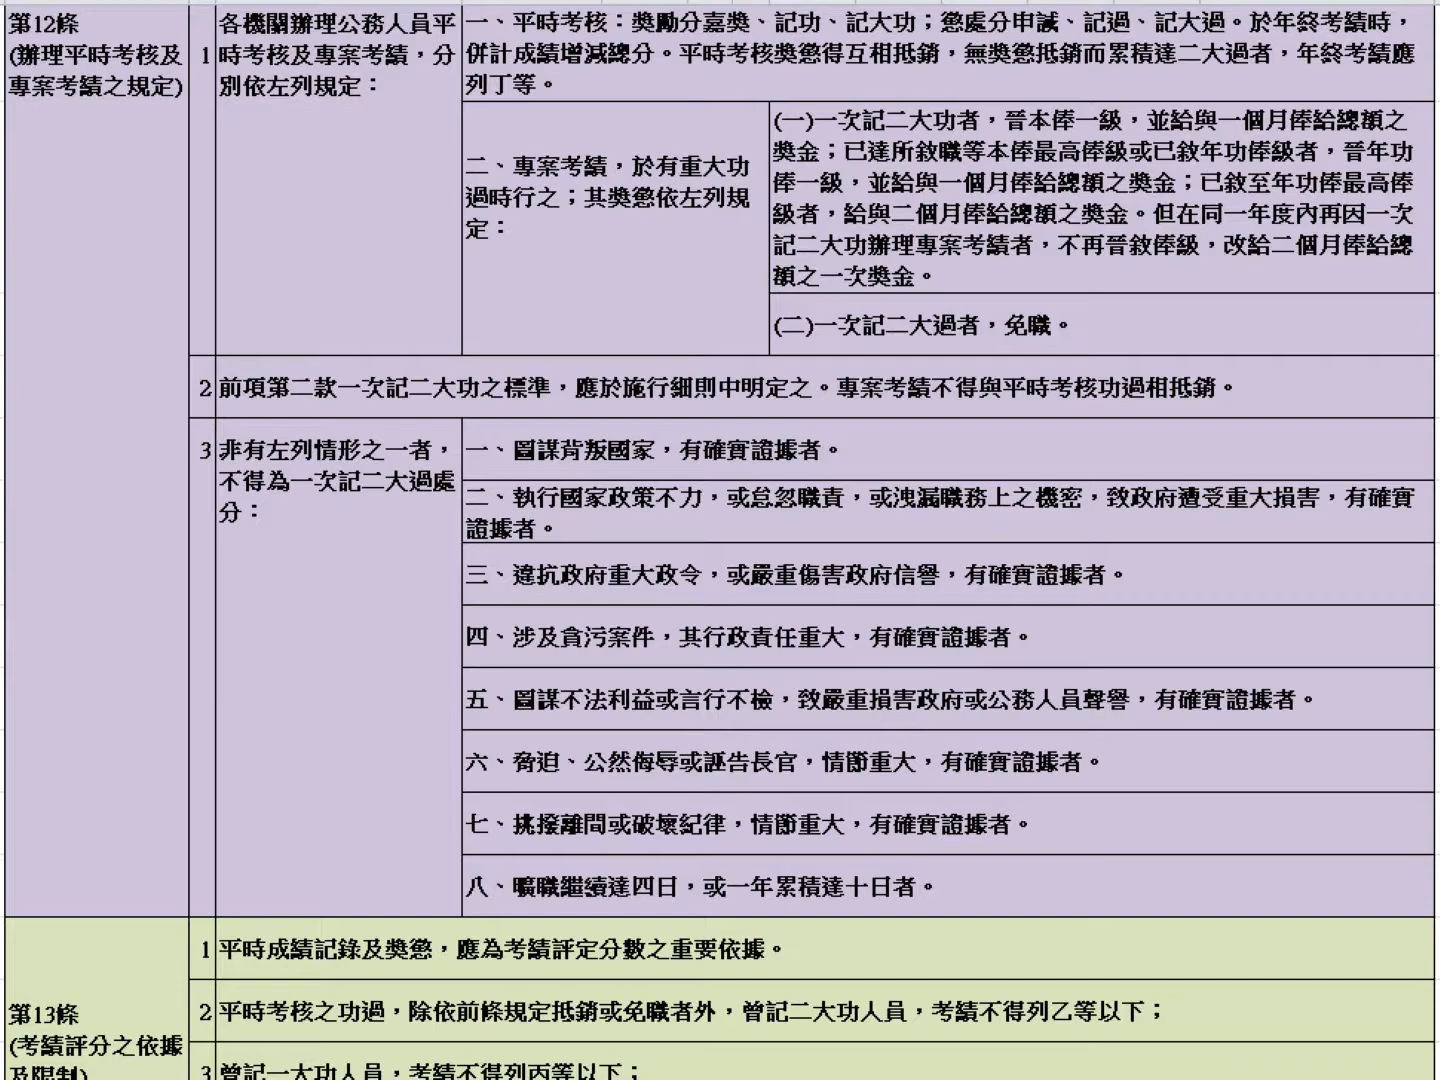 第12條
(辦理平時考核及
專案考績之規定)
1
各機關辦理公務人員平
時考核及專案考績，分
別依左列規定：
一、平時考核：獎勵分嘉獎、記功、記大功；懲處分申誡、記過、記大過。於年終考績時，
併計成績增減總分。平時考核獎懲得互相抵銷，無獎懲抵銷而累積達二大過者，年終考績應
列丁等。
二、專案考績，於有重大功
過時行之；其獎懲依左列規
定：
(一)一次記二大功者，晉本俸一級，並給與一個月俸給總額之
獎金；已達所敘職等本俸最高俸級或已敘年功俸級者，晉年功
俸一級，並給與一個月俸給總額之獎金；已敘至年功俸最高俸
級者，給與二個月俸給總額之獎金。但在同一年度內再因一次
記二大功辦理專案考績者，不再晉敘俸級，改給二個月俸給總
額之一次獎金。
(二)一次記二大過者，免職。
2 前項第二款一次記二大功之標準，應於施行細則中明定之。專案考績不得與平時考核功過相抵銷。
3 非有左列情形之一者，
不得為一次記二大過處
分：
一、圖謀背叛國家，有確實證據者。
二、執行國家政策不力，或怠忽職責，或洩漏職務上之機密，致政府遭受重大損害，有確實
證據者。
三、違抗政府重大政令，或嚴重傷害政府信譽，有確實證據者。
四、涉及貪污案件，其行政責任重大，有確實證據者。
五、圖謀不法利益或言行不檢，致嚴重損害政府或公務人員聲譽，有確實證據者。
六、脅迫、公然侮辱或誣告長官，情節重大，有確實證據者。
七、挑撥離間或破壞紀律，情節重大，有確實證據者。
八、曠職繼續達四日，或一年累積達十日者。
第13條
(考績評分之依據
及限制)
1 平時成績記錄及獎懲，應為考績評定分數之重要依據。
2 平時考核之功過，除依前條規定抵銷或免職者外，曾記二大功人員，考績不得列乙等以下；
3 曾記一大功人員，考績不得列丙等以下；